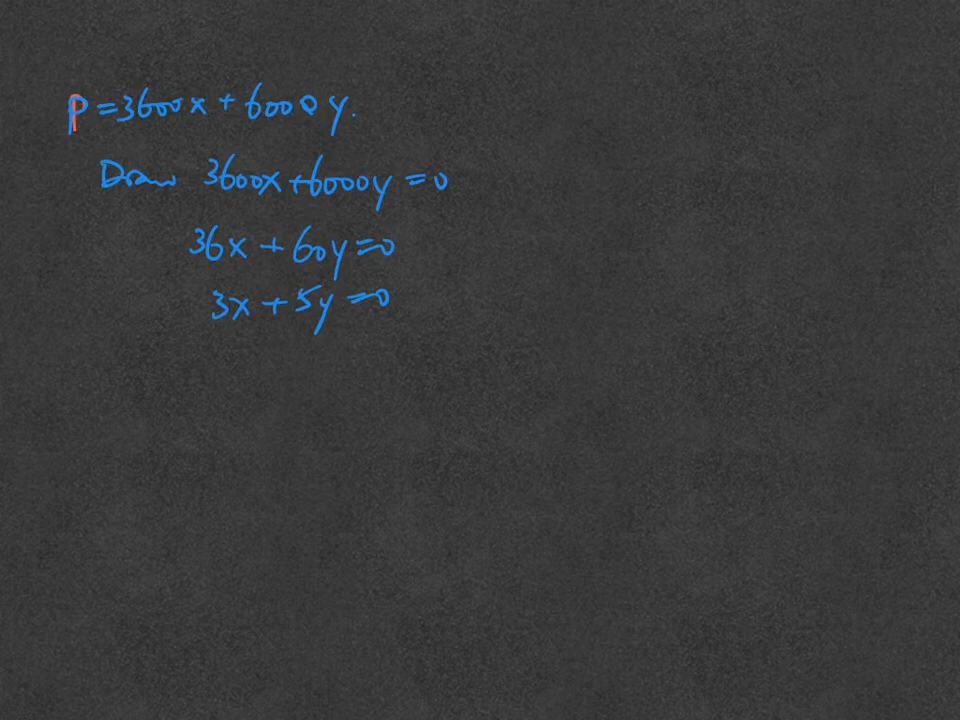 P = 3600x + 6000y.
Draw 3600x + 6000y = 0
36x + 60y = 0
3x + 5y = 0